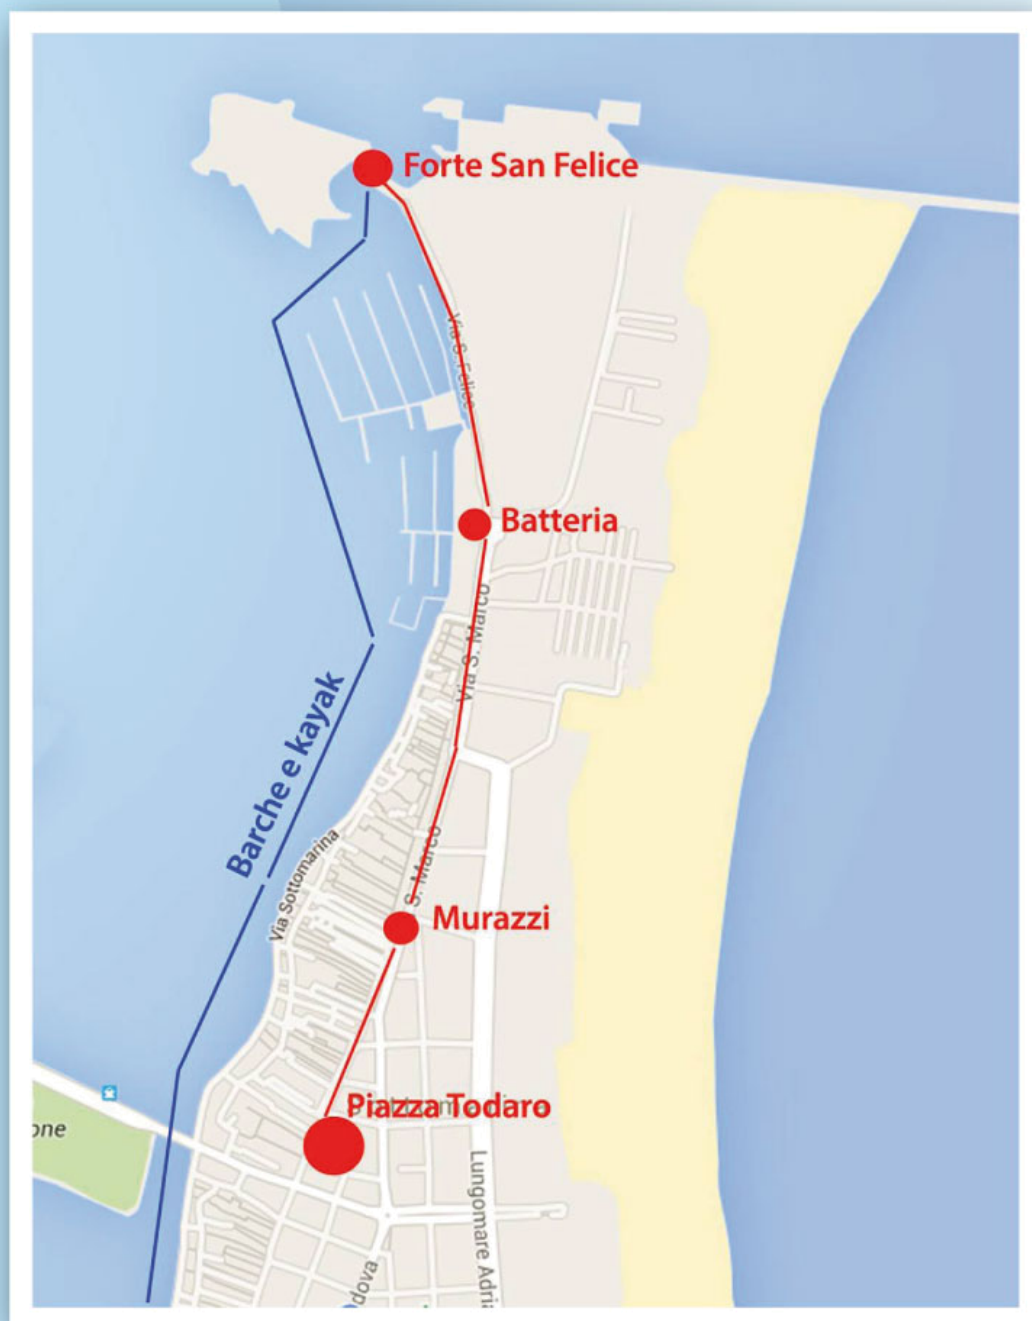 Forte San Felice
Via S. Felice
Batteria
Via S. Marco
Barche e kayak
Via Sottomarina
S. Marco
Murazzi
Piazza Todaro
one
Lungomare Adria
dova